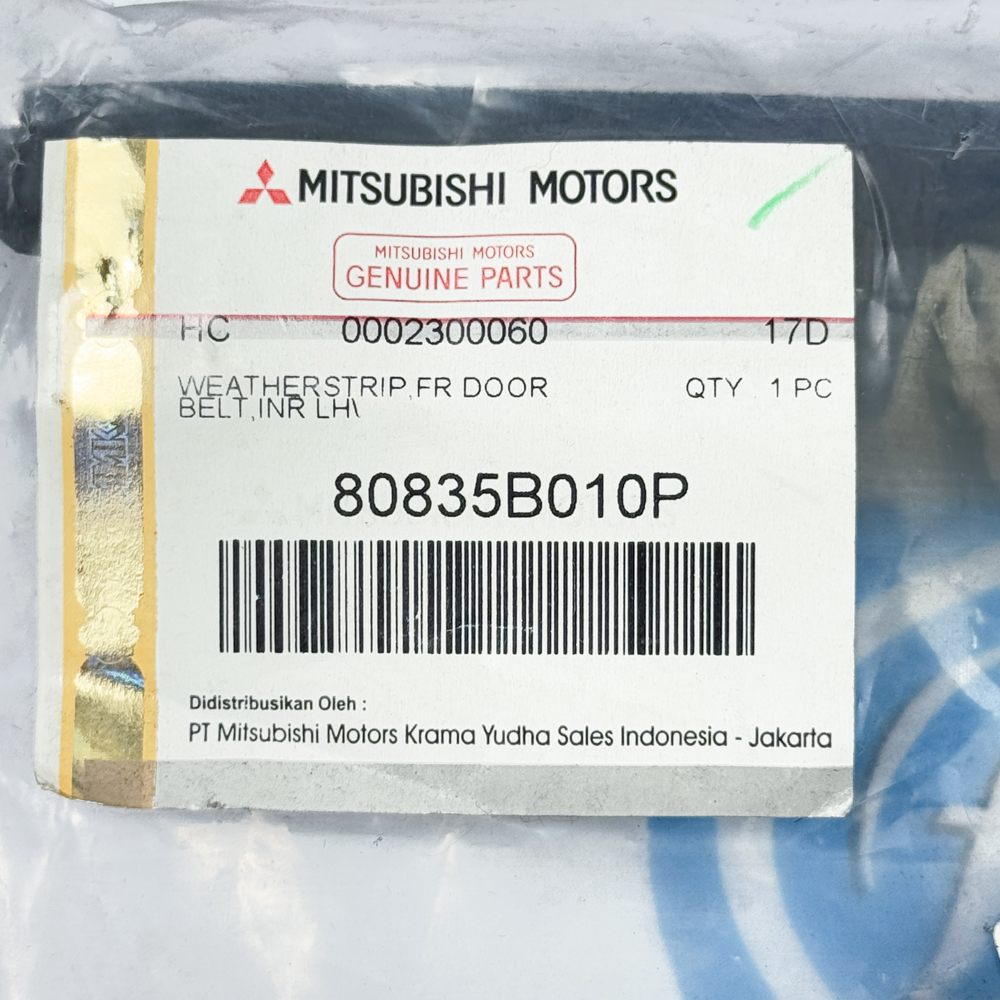 MITSUBISHI MOTORS
MITSUBISHI MOTORS
GENUINE PARTS
HC 0002300060 17D
WEATHERSTRIP,FR DOOR QTY . 1 PC
BELT,INR LH\
80835B010P
Didistribusikan Oleh :
PT Mitsubishi Motors Krama Yudha Sales Indonesia - Jakarta